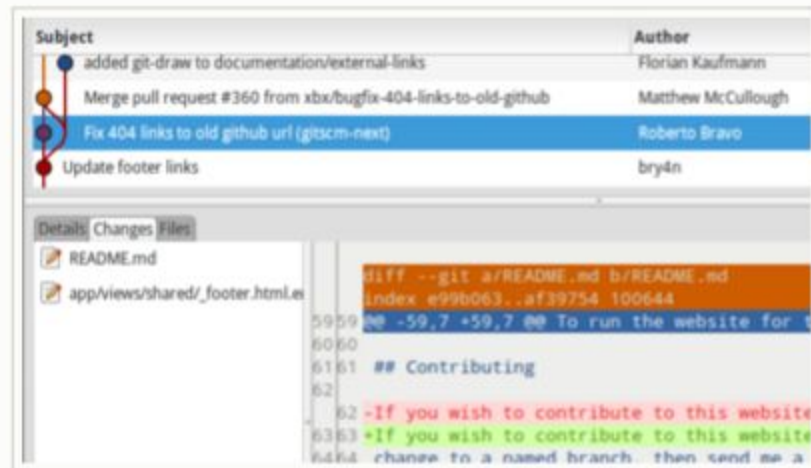 Subject Author
added git-draw to documentation/external-links Florian Kaufmann
Merge pull request #360 from xbx/bugfix-404-links-to-old-github Matthew McCullough
Fix 404 links to old github url (gitscm-next) Roberto Bravo
Update footer links bry4n
Details Changes Files
README.md
app/views/shared/_footer.html.e
diff --git a/README.md b/README.md
index e99b063..af39754 100644
59 59 @@ -59,7 +59,7 @@ To run the website for t
60 60
61 61 ## Contributing
62
62 -If you wish to contribute to this website
63 63 +If you wish to contribute to this website
64 64 change to a named branch, then send me a